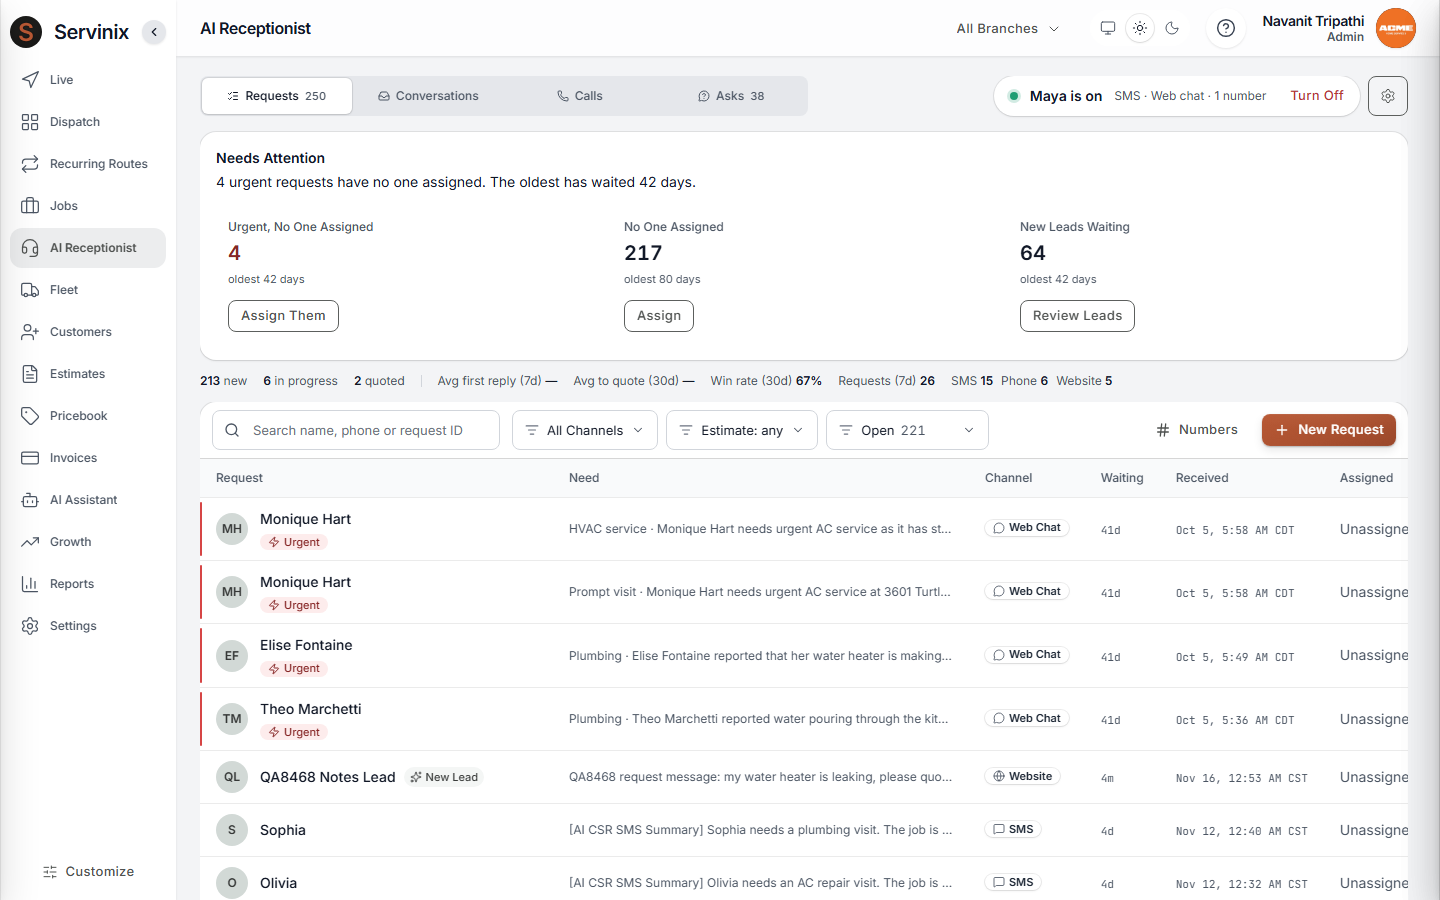 S Servinix
AI Receptionist
All Branches
Navanit Tripathi
Admin
ACME
Live
Dispatch
Recurring Routes
Jobs
AI Receptionist
Fleet
Customers
Estimates
Pricebook
Invoices
AI Assistant
Growth
Reports
Settings
Customize
Requests 250
Conversations
Calls
Asks 38
Maya is on SMS · Web chat · 1 number Turn Off
Needs Attention
4 urgent requests have no one assigned. The oldest has waited 42 days.
Urgent, No One Assigned
4
oldest 42 days
Assign Them
No One Assigned
217
oldest 80 days
Assign
New Leads Waiting
64
oldest 42 days
Review Leads
213 new 6 in progress 2 quoted Avg first reply (7d) — Avg to quote (30d) — Win rate (30d) 67% Requests (7d) 26 SMS 15 Phone 6 Website 5
Search name, phone or request ID All Channels Estimate: any Open 221 Numbers New Request
Request Need Channel Waiting Received Assigned
MH Monique Hart Urgent HVAC service · Monique Hart needs urgent AC service as it has st... Web Chat 41d Oct 5, 5:58 AM CDT Unassigne
MH Monique Hart Urgent Prompt visit · Monique Hart needs urgent AC service at 3601 Turtl... Web Chat 41d Oct 5, 5:58 AM CDT Unassigne
EF Elise Fontaine Urgent Plumbing · Elise Fontaine reported that her water heater is making... Web Chat 41d Oct 5, 5:49 AM CDT Unassigne
TM Theo Marchetti Urgent Plumbing · Theo Marchetti reported water pouring through the kit... Web Chat 41d Oct 5, 5:36 AM CDT Unassigne
QL QA8468 Notes Lead New Lead QA8468 request message: my water heater is leaking, please quo... Website 4m Nov 16, 12:53 AM CST Unassigne
S Sophia [AI CSR SMS Summary] Sophia needs a plumbing visit. The job is ... SMS 4d Nov 12, 12:40 AM CST Unassigne
O Olivia [AI CSR SMS Summary] Olivia needs an AC repair visit. The job is ... SMS 4d Nov 12, 12:32 AM CST Unassigne